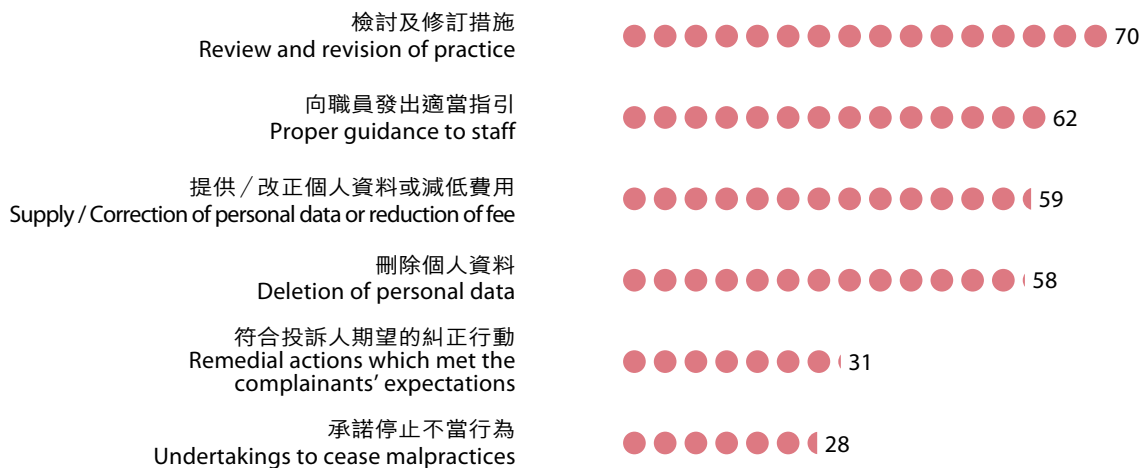 檢討及修訂措施
Review and revision of practice
70
向職員發出適當指引
Proper guidance to staff
62
提供／改正個人資料或減低費用
Supply / Correction of personal data or reduction of fee
59
刪除個人資料
Deletion of personal data
58
符合投訴人期望的糾正行動
Remedial actions which met the
complainants’ expectations
31
承諾停止不當行為
Undertakings to cease malpractices
28